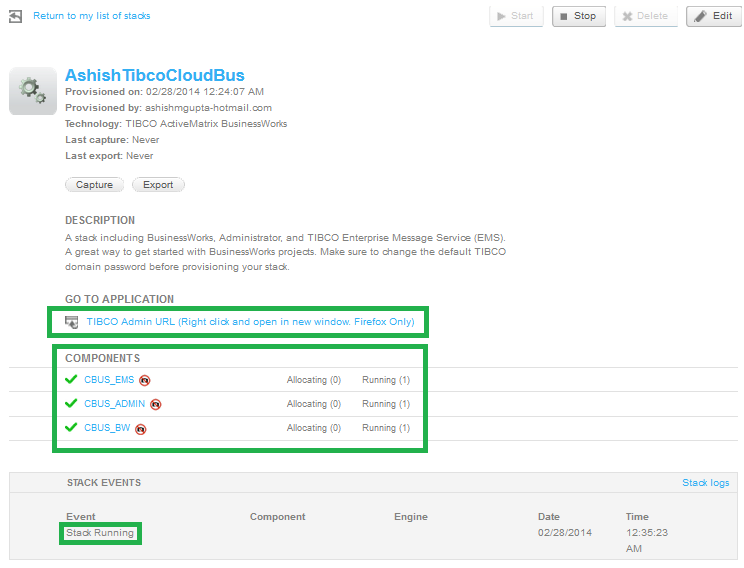 Return to my list of stacks
Start Stop Delete Edit
AshishTibcoCloudBus
Provisioned on: 02/28/2014 12:24:07 AM
Provisioned by: ashishmgupta-hotmail.com
Technology: TIBCO ActiveMatrix BusinessWorks
Last capture: Never
Last export: Never
Capture Export
DESCRIPTION
A stack including BusinessWorks, Administrator, and TIBCO Enterprise Message Service (EMS).
A great way to get started with BusinessWorks projects. Make sure to change the default TIBCO
domain password before provisioning your stack.
GO TO APPLICATION
TIBCO Admin URL (Right click and open in new window. Firefox Only)
COMPONENTS
CBUS_EMS Allocating (0) Running (1)
CBUS_ADMIN Allocating (0) Running (1)
CBUS_BW Allocating (0) Running (1)
STACK EVENTS Stack logs
Event Component Engine Date Time
Stack Running 02/28/2014 12:35:23
AM